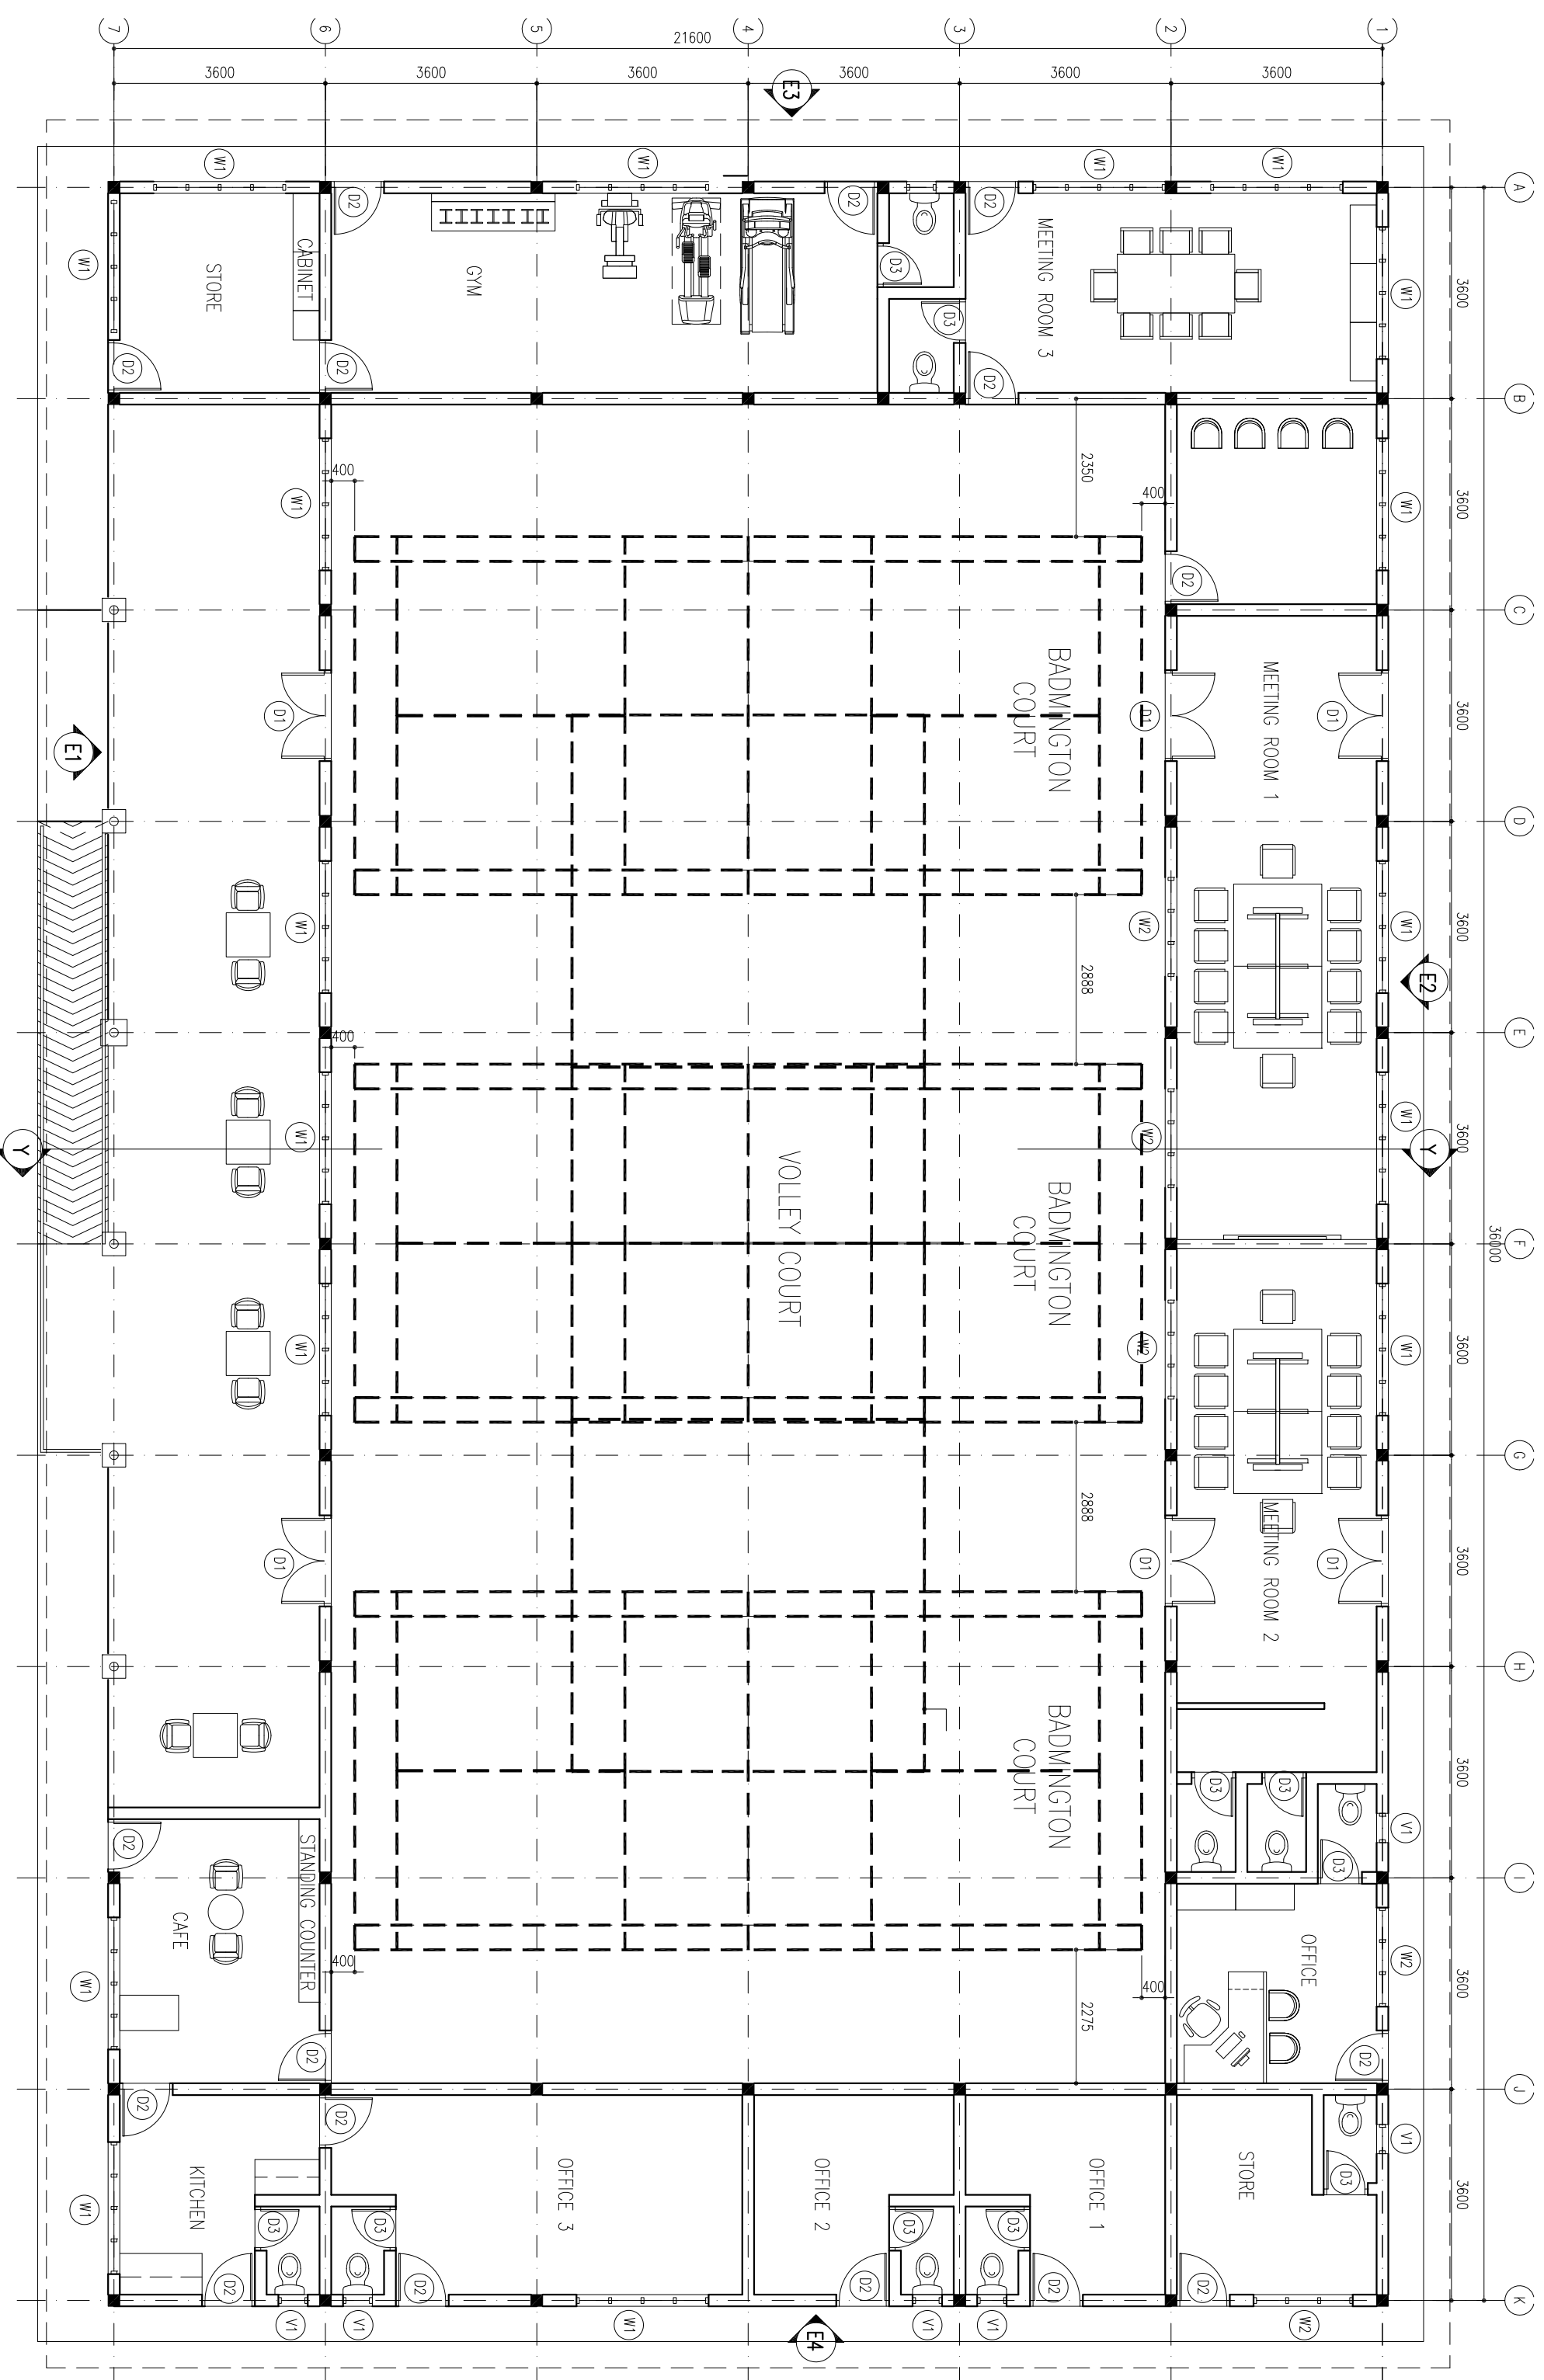 A
B
C
D
E
F
G
H
I
J
K
36000
3600
3600
3600
3600
3600
3600
3600
3600
3600
3600
E2
Y
W1
W1
W1
W1
W1
V1
W2
V1
1
D2
D3
D3
D1
D1
OFFICE
W2
3600
W1
D3
MEETING ROOM 1
MEETING ROOM 2
STORE
D3
D2
D2
2
400
400
D1
W2
W2
W2
D1
W1
OFFICE 1
2350
2888
2888
2275
3600
BADMINGTON
COURT
BADMINGTON
COURT
BADMINGTON
COURT
D2
MEETING ROOM 3
D3
D2
D2
V1
3
D3
V1
D3
D3
D2
D2
3600
OFFICE 2
E4
E3
VOLLEY COURT
4
21600
3600
W1
W1
OFFICE 3
5
GYM
3600
D2
D3
V1
D2
400
400
400
D2
D2
6
D2
CABINET
STANDING COUNTER
W1
W1
W1
W1
V1
D1
D1
D3
D2
3600
W1
STORE
KITCHEN
CAFE
D2
D2
D2
7
W1
W1
W1
E1
Y